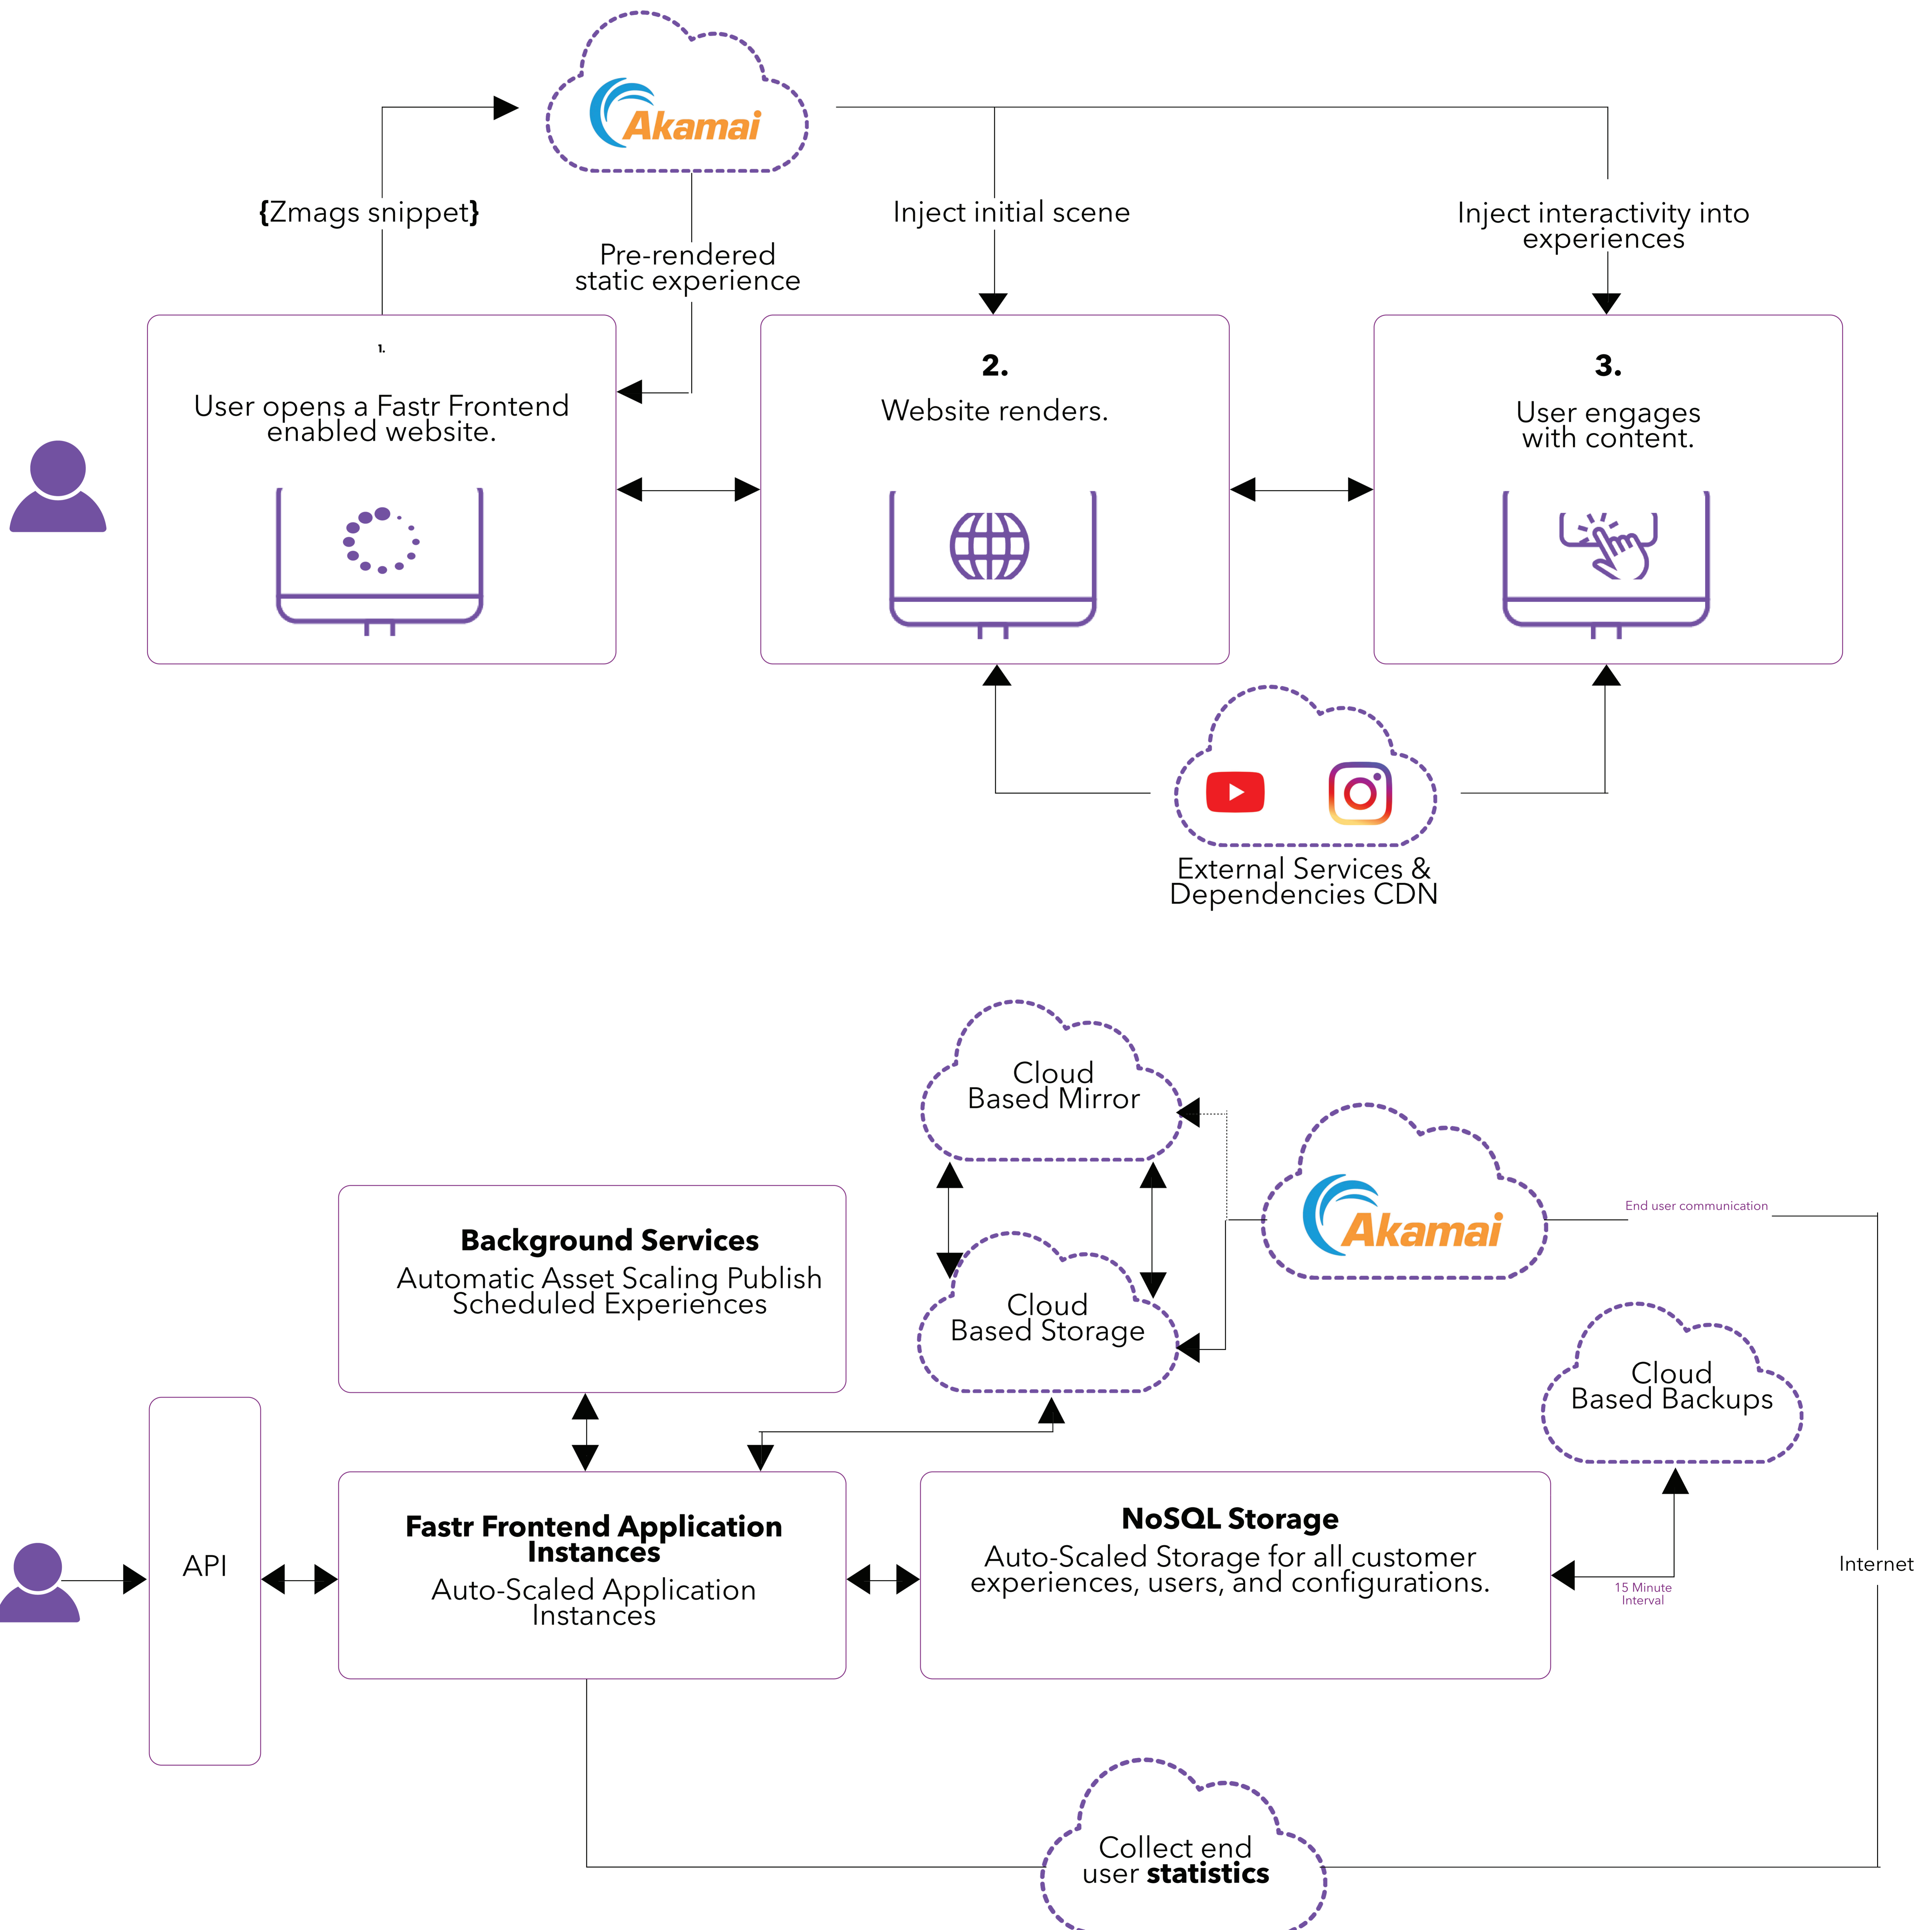 Akamai
{Zmags snippet}
Inject initial scene
Inject interactivity into
experiences
Pre-rendered
static experience
1.
User opens a Fastr Frontend
enabled website.
2.
Website renders.
3.
User engages
with content.
External Services &
Dependencies CDN
Cloud
Based Mirror
Akamai
End user communication
Background Services
Automatic Asset Scaling Publish
Scheduled Experiences
Cloud
Based Storage
Cloud
Based Backups
API
Fastr Frontend Application
Instances
Auto-Scaled Application
Instances
NoSQL Storage
Auto-Scaled Storage for all customer
experiences, users, and configurations.
15 Minute
Interval
Internet
Collect end
user statistics